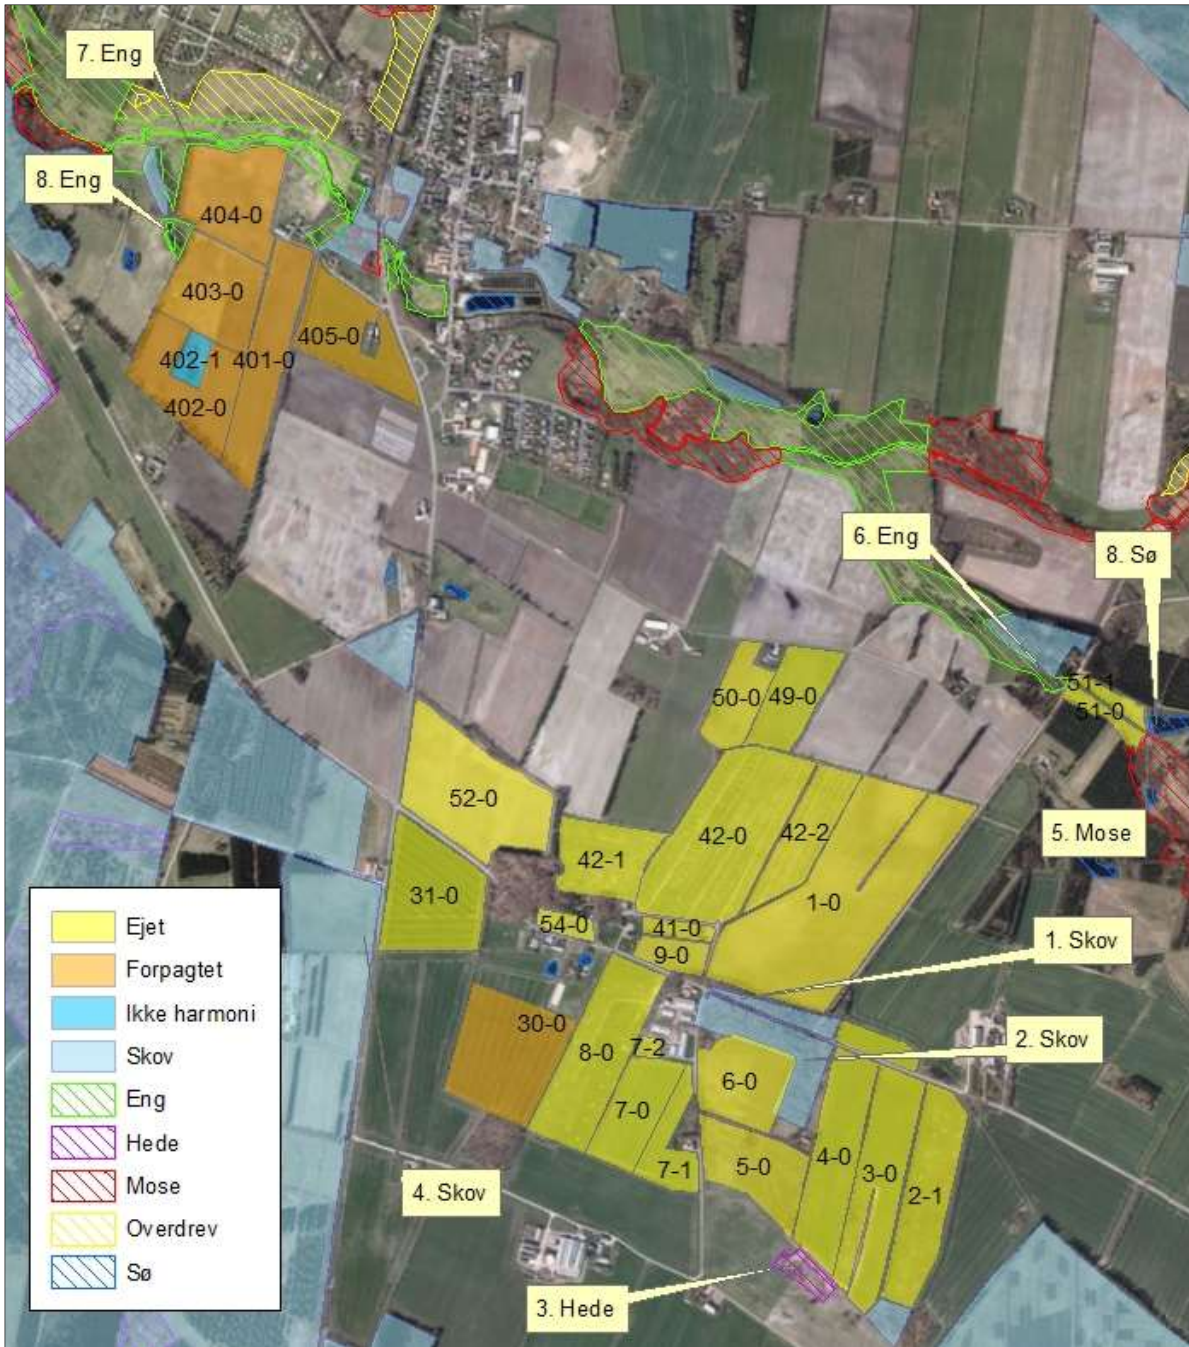 7. Eng
8. Eng
404-0
403-0
405-0
402-1
401-0
402-0
6. Eng
8. Sø
50-0
49-0
51-1
51-0
52-0
42-0
42-2
42-1
5. Mose
31-0
1-0
54-0
41-0
9-0
1. Skov
30-0
8-0
7-2
2. Skov
6-0
7-0
4. Skov
7-1
5-0
4-0
3-0
2-1
3. Hede
Ejet
Forpagtet
Ikke harmoni
Skov
Eng
Hede
Mose
Overdrev
Sø